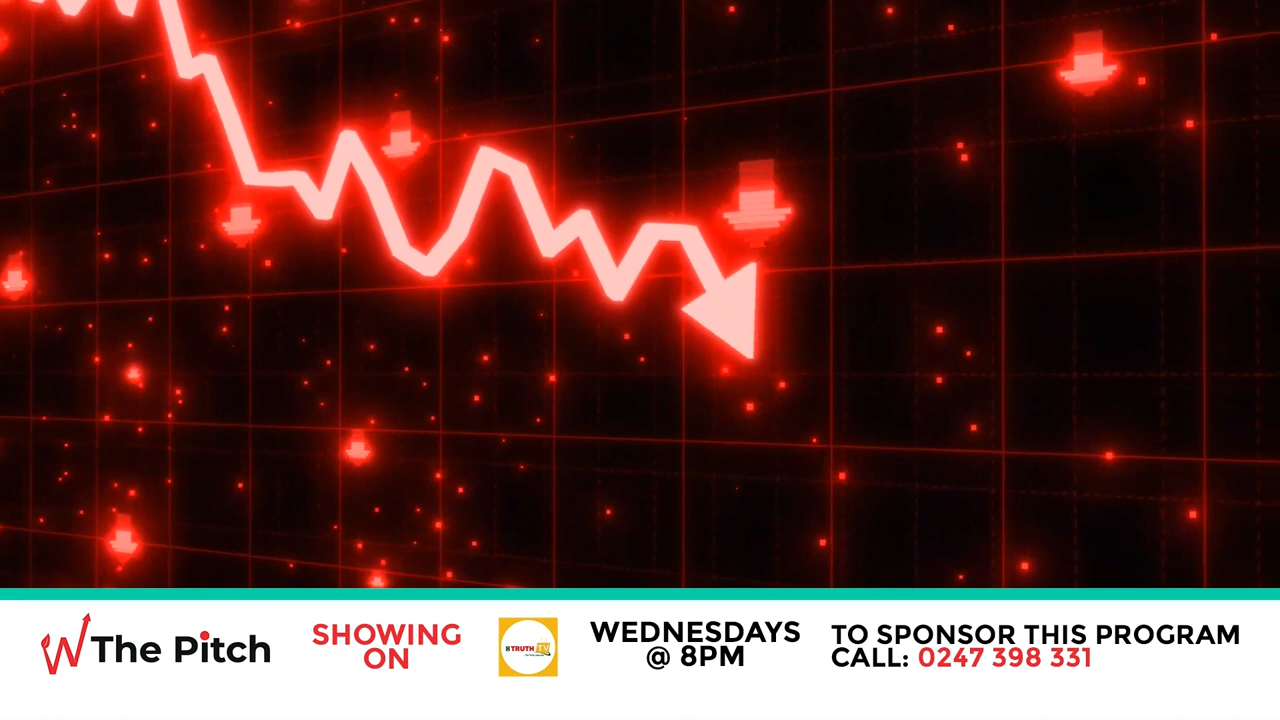 The Pitch
SHOWING
ON
TRUTH TV
WEDNESDAYS
@ 8PM
TO SPONSOR THIS PROGRAM
CALL: 0247 398 331